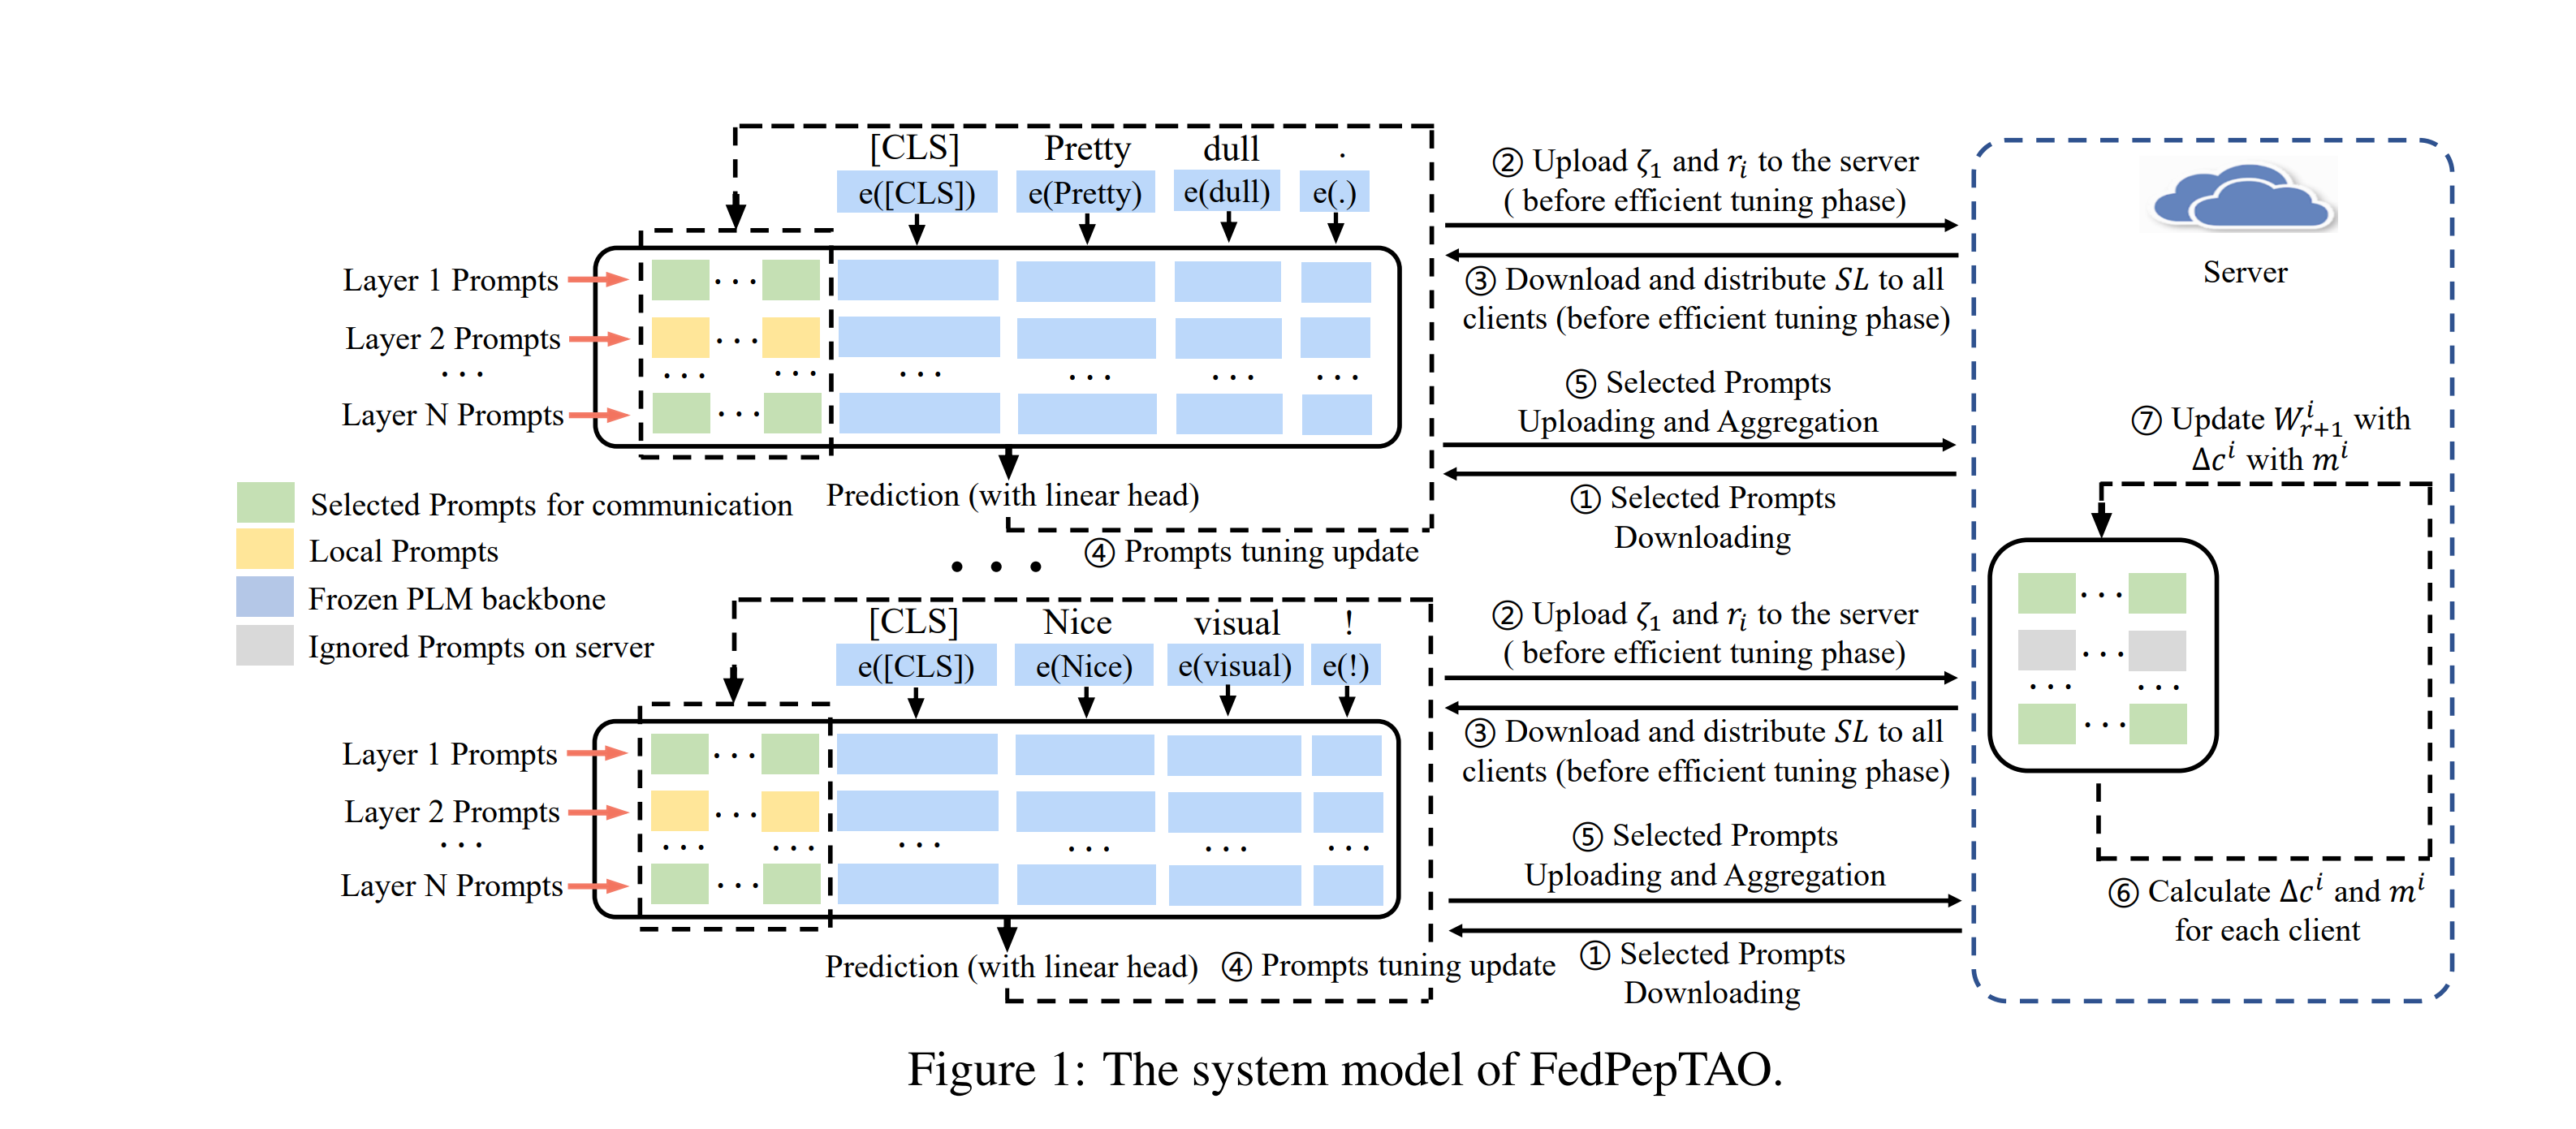 [CLS] Pretty dull .
e([CLS]) e(Pretty) e(dull) e(.)
Layer 1 Prompts
Layer 2 Prompts
...
Layer N Prompts
Prediction (with linear head)
④ Prompts tuning update
Selected Prompts for communication
Local Prompts
Frozen PLM backbone
Ignored Prompts on server
...
[CLS] Nice visual !
e([CLS]) e(Nice) e(visual) e(!)
Layer 1 Prompts
Layer 2 Prompts
...
Layer N Prompts
Prediction (with linear head)
④ Prompts tuning update
② Upload ζ₁ and rᵢ to the server
( before efficient tuning phase)
③ Download and distribute SL to all
clients (before efficient tuning phase)
⑤ Selected Prompts
Uploading and Aggregation
① Selected Prompts
Downloading
② Upload ζ₁ and rᵢ to the server
( before efficient tuning phase)
③ Download and distribute SL to all
clients (before efficient tuning phase)
⑤ Selected Prompts
Uploading and Aggregation
① Selected Prompts
Downloading
Server
⑦ Update W^i_{r+1} with
Δc^i with m^i
⑥ Calculate Δc^i and m^i
for each client
Figure 1: The system model of FedPepTAO.